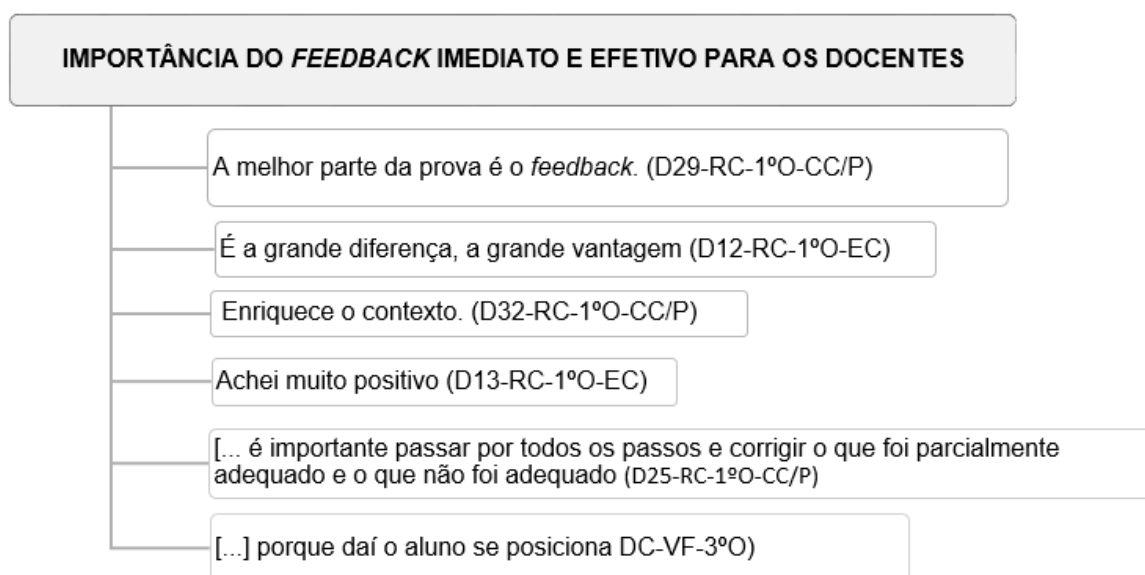 IMPORTÂNCIA DO FEEDBACK IMEDIATO E EFETIVO PARA OS DOCENTES
A melhor parte da prova é o feedback. (D29-RC-1ºO-CC/P)
É a grande diferença, a grande vantagem (D12-RC-1ºO-EC)
Enriquece o contexto. (D32-RC-1ºO-CC/P)
Achei muito positivo (D13-RC-1ºO-EC)
[... é importante passar por todos os passos e corrigir o que foi parcialmente
adequado e o que não foi adequado (D25-RC-1ºO-CC/P)
[...] porque daí o aluno se posiciona DC-VF-3ºO)